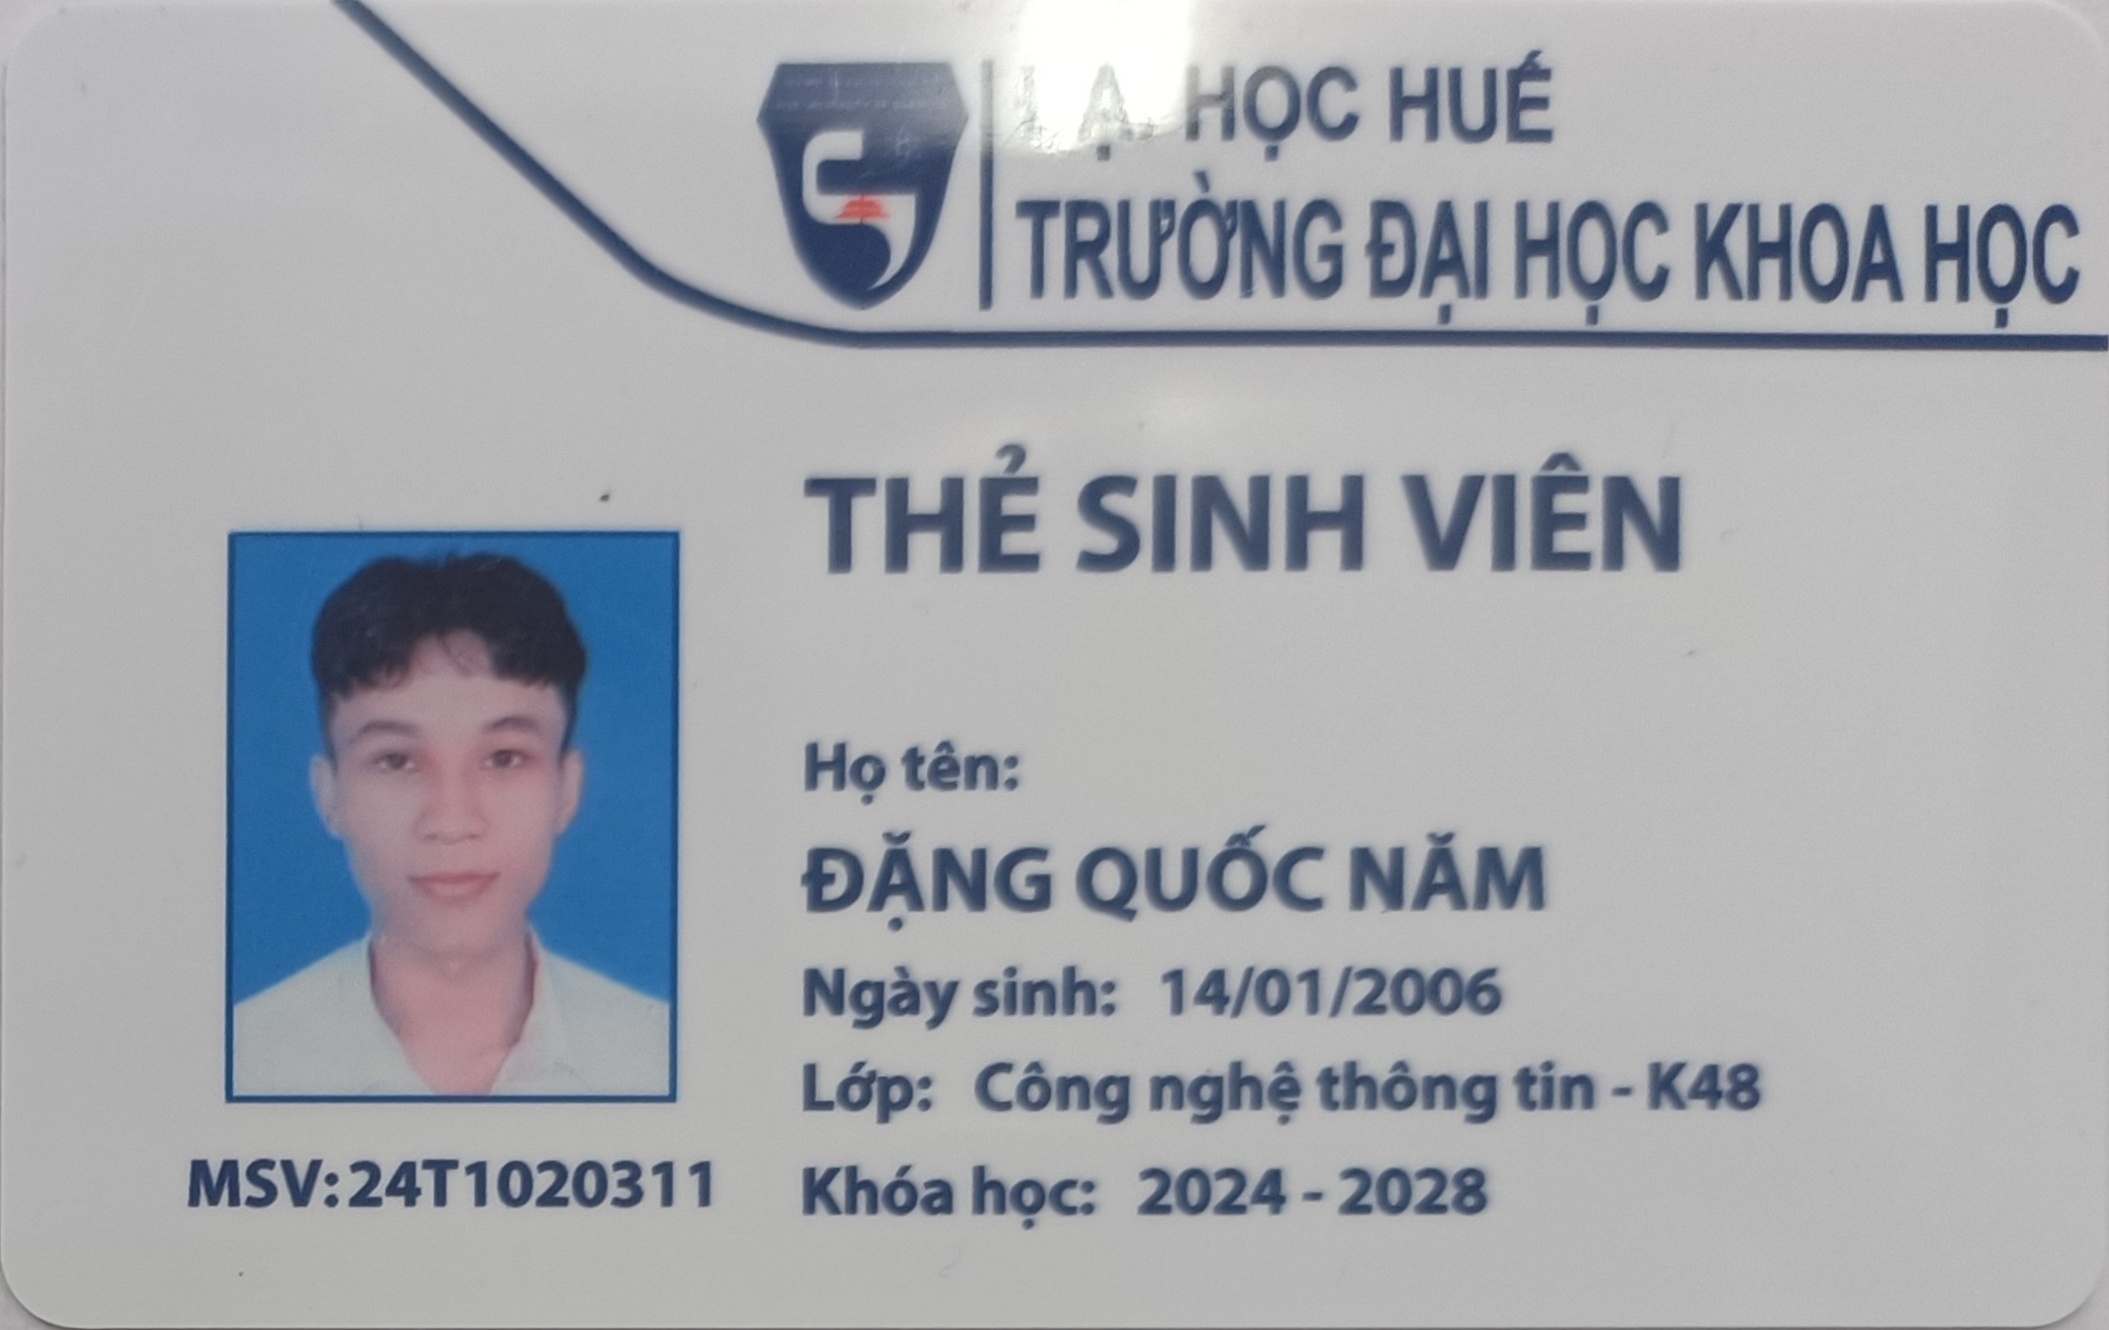 HỌC HUẾ
TRƯỜNG ĐẠI HỌC KHOA HỌC
THẺ SINH VIÊN
Họ tên:
ĐẶNG QUỐC NĂM
Ngày sinh: 14/01/2006
Lớp: Công nghệ thông tin - K48
MSV:24T1020311
Khóa học: 2024 - 2028